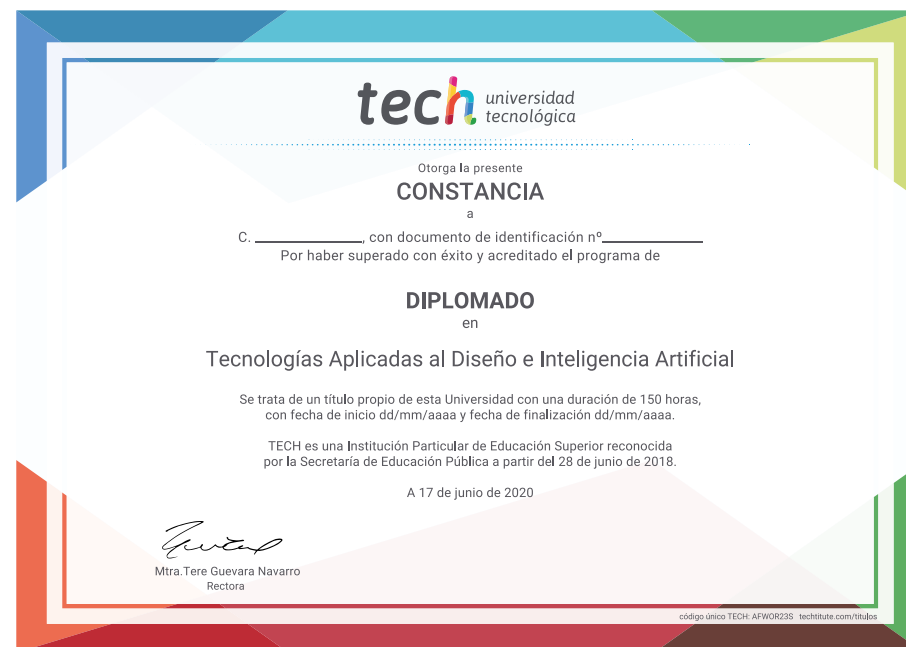 tech universidad
tecnológica
Otorga la presente
CONSTANCIA
a
C. ____________, con documento de identificación nº____________
Por haber superado con éxito y acreditado el programa de
DIPLOMADO
en
Tecnologías Aplicadas al Diseño e Inteligencia Artificial
Se trata de un título propio de esta Universidad con una duración de 150 horas,
con fecha de inicio dd/mm/aaaa y fecha de finalización dd/mm/aaaa.
TECH es una Institución Particular de Educación Superior reconocida
por la Secretaría de Educación Pública a partir del 28 de junio de 2018.
A 17 de junio de 2020
Mtra.Tere Guevara Navarro
Rectora
código único TECH: AFWOR23S techtitute.com/titulos